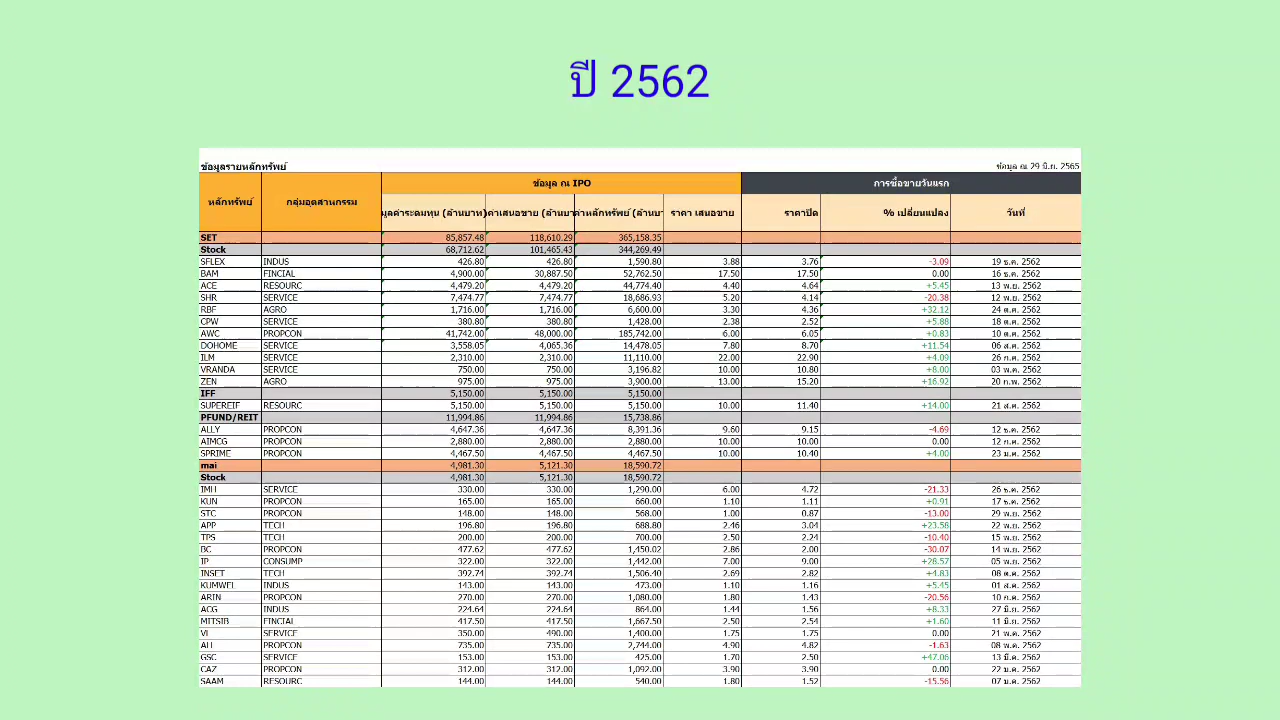 ปี 2562
ข้อมูลรายหลักทรัพย์ ข้อมูล ณ 29 มิ.ย. 2565
หลักทรัพย์ กลุ่มอุตสาหกรรม ข้อมูล ณ IPO การซื้อขายวันแรก
มูลค่าระดมทุน (ล้านบาท) ค่าเสนอขาย (ล้านบา ค่าหลักทรัพย์ (ล้านบา ราคา เสนอขาย ราคาปิด % เปลี่ยนแปลง วันที่
SET 85,857.48 118,610.29 365,158.35
Stock 68,712.62 101,465.43 344,269.49
SFLEX INDUS 426.80 426.80 1,590.80 3.88 3.76 -3.09 19 ธ.ค. 2562
BAM FINCIAL 4,900.00 30,887.50 52,762.50 17.50 17.50 0.00 16 ธ.ค. 2562
ACE RESOURC 4,479.20 4,479.20 44,774.40 4.40 4.64 +5.45 13 พ.ย. 2562
SHR SERVICE 7,474.77 7,474.77 18,686.93 5.20 4.14 -20.38 12 พ.ย. 2562
RBF AGRO 1,716.00 1,716.00 6,600.00 3.30 4.36 +32.12 24 ต.ค. 2562
CPW SERVICE 380.80 380.80 1,428.00 2.38 2.52 +5.88 18 ต.ค. 2562
AWC PROPCON 41,742.00 48,000.00 185,742.00 6.00 6.05 +0.83 10 ต.ค. 2562
DOHOME SERVICE 3,558.05 4,065.36 14,478.05 7.80 8.70 +11.54 06 ส.ค. 2562
ILM SERVICE 2,310.00 2,310.00 11,110.00 22.00 22.90 +4.09 26 ก.ค. 2562
VRANDA SERVICE 750.00 750.00 3,196.82 10.00 10.80 +8.00 03 พ.ค. 2562
ZEN AGRO 975.00 975.00 3,900.00 13.00 15.20 +16.92 20 ก.พ. 2562
IFF 5,150.00 5,150.00 5,150.00
SUPEREIF RESOURC 5,150.00 5,150.00 5,150.00 10.00 11.40 +14.00 21 ส.ค. 2562
PFUND/REIT 11,994.86 11,994.86 15,738.86
ALLY PROPCON 4,647.36 4,647.36 8,391.36 9.60 9.15 -4.69 12 ธ.ค. 2562
AIMCG PROPCON 2,880.00 2,880.00 2,880.00 10.00 10.00 0.00 12 ก.ค. 2562
SPRIME PROPCON 4,467.50 4,467.50 4,467.50 10.00 10.40 +4.00 23 ม.ค. 2562
mai 4,981.30 5,121.30 18,590.72
Stock 4,981.30 5,121.30 18,590.72
IMH SERVICE 330.00 330.00 1,290.00 6.00 4.72 -21.33 26 ธ.ค. 2562
KUN PROPCON 165.00 165.00 660.00 1.10 1.11 +0.91 17 ธ.ค. 2562
STC PROPCON 148.00 148.00 568.00 1.00 0.87 -13.00 29 พ.ย. 2562
APP TECH 196.80 196.80 688.80 2.46 3.04 +23.58 22 พ.ย. 2562
TPS TECH 200.00 200.00 700.00 2.50 2.24 -10.40 15 พ.ย. 2562
BC PROPCON 477.62 477.62 1,450.02 2.86 2.00 -30.07 14 พ.ย. 2562
IP CONSUMP 322.00 322.00 1,442.00 7.00 9.00 +28.57 05 พ.ย. 2562
INSET TECH 392.74 392.74 1,506.40 2.69 2.82 +4.83 08 ต.ค. 2562
KUMWEL INDUS 143.00 143.00 473.00 1.10 1.16 +5.45 01 ส.ค. 2562
ARIN PROPCON 270.00 270.00 1,080.00 1.80 1.43 -20.56 10 ก.ค. 2562
ACG INDUS 224.64 224.64 864.00 1.44 1.56 +8.33 27 มิ.ย. 2562
MITSIB FINCIAL 417.50 417.50 1,667.50 2.50 2.54 +1.60 11 มิ.ย. 2562
VL SERVICE 350.00 490.00 1,400.00 1.75 1.75 0.00 21 พ.ค. 2562
ALL PROPCON 735.00 735.00 2,744.00 4.90 4.82 -1.63 08 พ.ค. 2562
GSC SERVICE 153.00 153.00 425.00 1.70 2.50 +47.06 13 มี.ค. 2562
CAZ PROPCON 312.00 312.00 1,092.00 3.90 3.90 0.00 22 ม.ค. 2562
SAAM RESOURC 144.00 144.00 540.00 1.80 1.52 -15.56 07 ม.ค. 2562